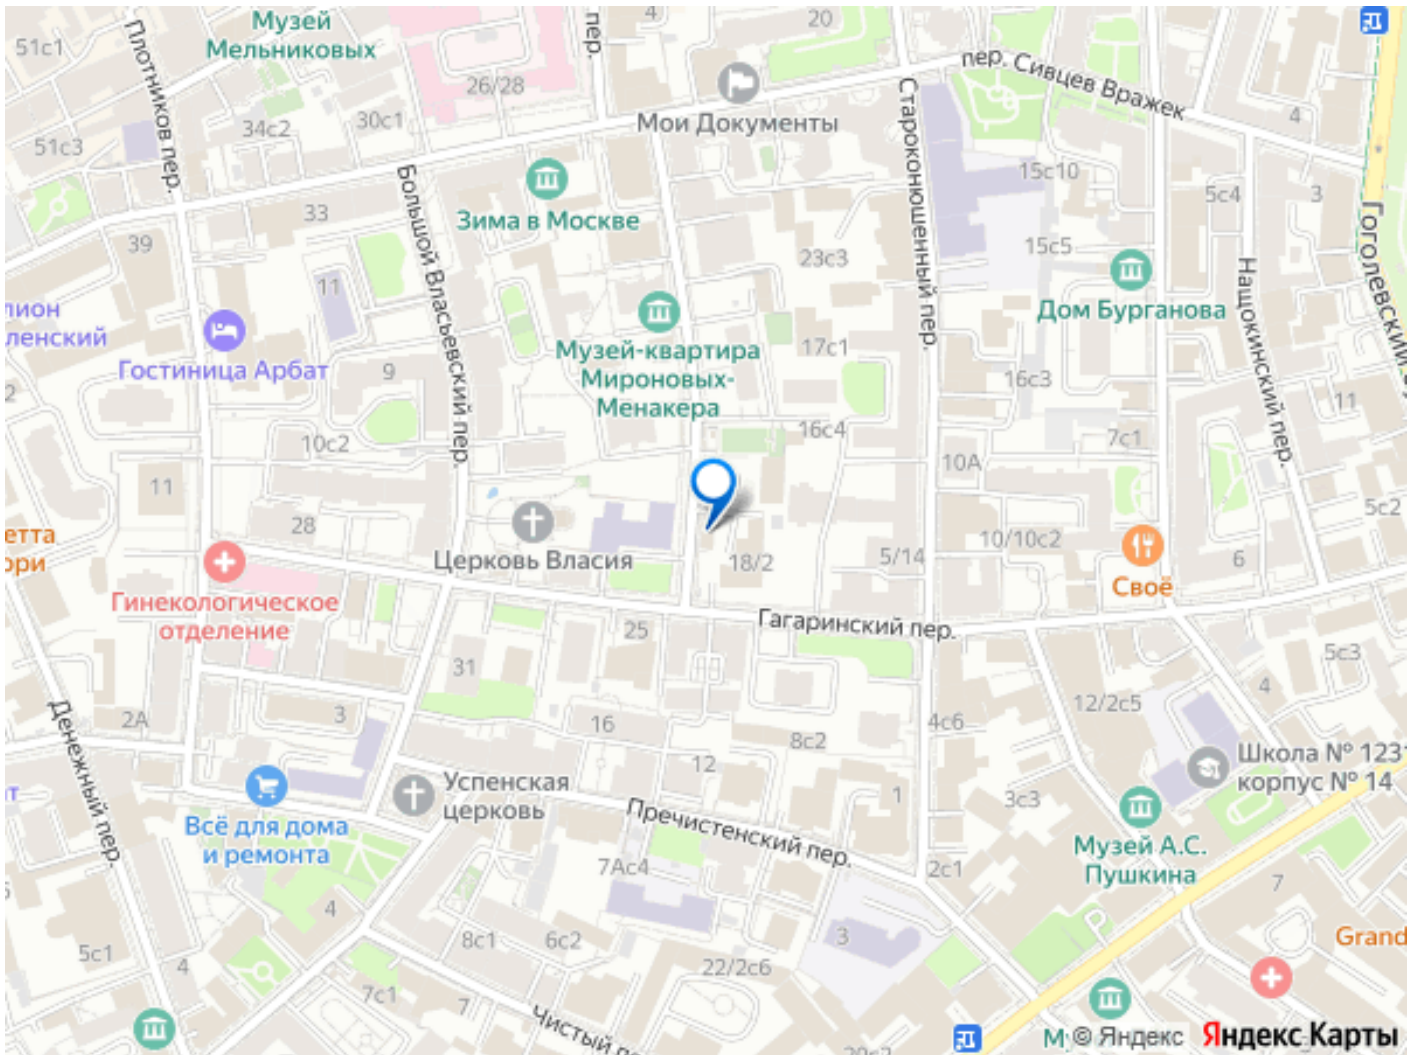 Музей
Мельниковых
51с1
Плотников пер.
пер.
4
20
26/28
пер. Сивцев Вражек
34с2
30с1
Мои Документы
51с3
4
Староконюшенный пер.
Большой Власьевский пер.
Зима в Москве
15с10
5с4
3
33
39
23с3
15с5
Гоголевский
11
Дом Бурганова
Нащокинский пер.
ленский
Гостиница Арбат
Музей-квартира
Мироновых-
Менакера
17с1
9
16с3
11
2
10с2
16с4
7с1
10А
11
28
5с2
Церковь Власия
18/2
5/14
10/10с2
6
Своё
Гинекологическое
отделение
Гагаринский пер.
25
31
5с3
4
Денежный пер.
2А
3
16
12/2с5
4с6
8с2
12
Школа № 1231
корпус № 14
Успенская
церковь
1
3с3
Всё для дома
и ремонта
Пречистенский пер.
Музей А.С.
Пушкина
7Ас4
2с1
7
4
P
5с1
8с1
6с2
3
Grand
4
22/2с6
7с1
7
Чистый
© Яндекс
Яндекс Карты